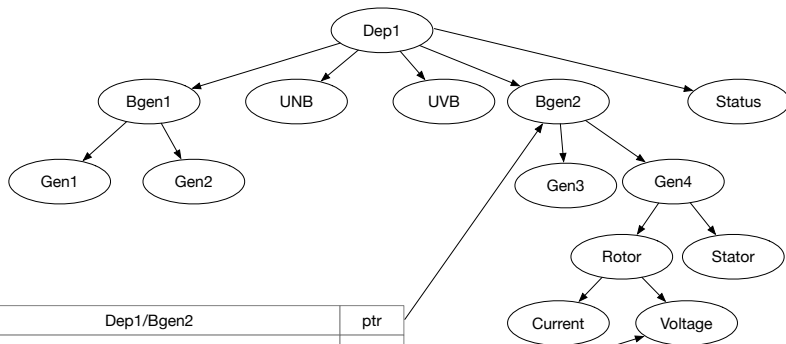 Dep1
Bgen1 UNB UVB Bgen2 Status
Gen1 Gen2 Gen3 Gen4
Rotor Stator
Dep1/Bgen2 ptr Current Voltage